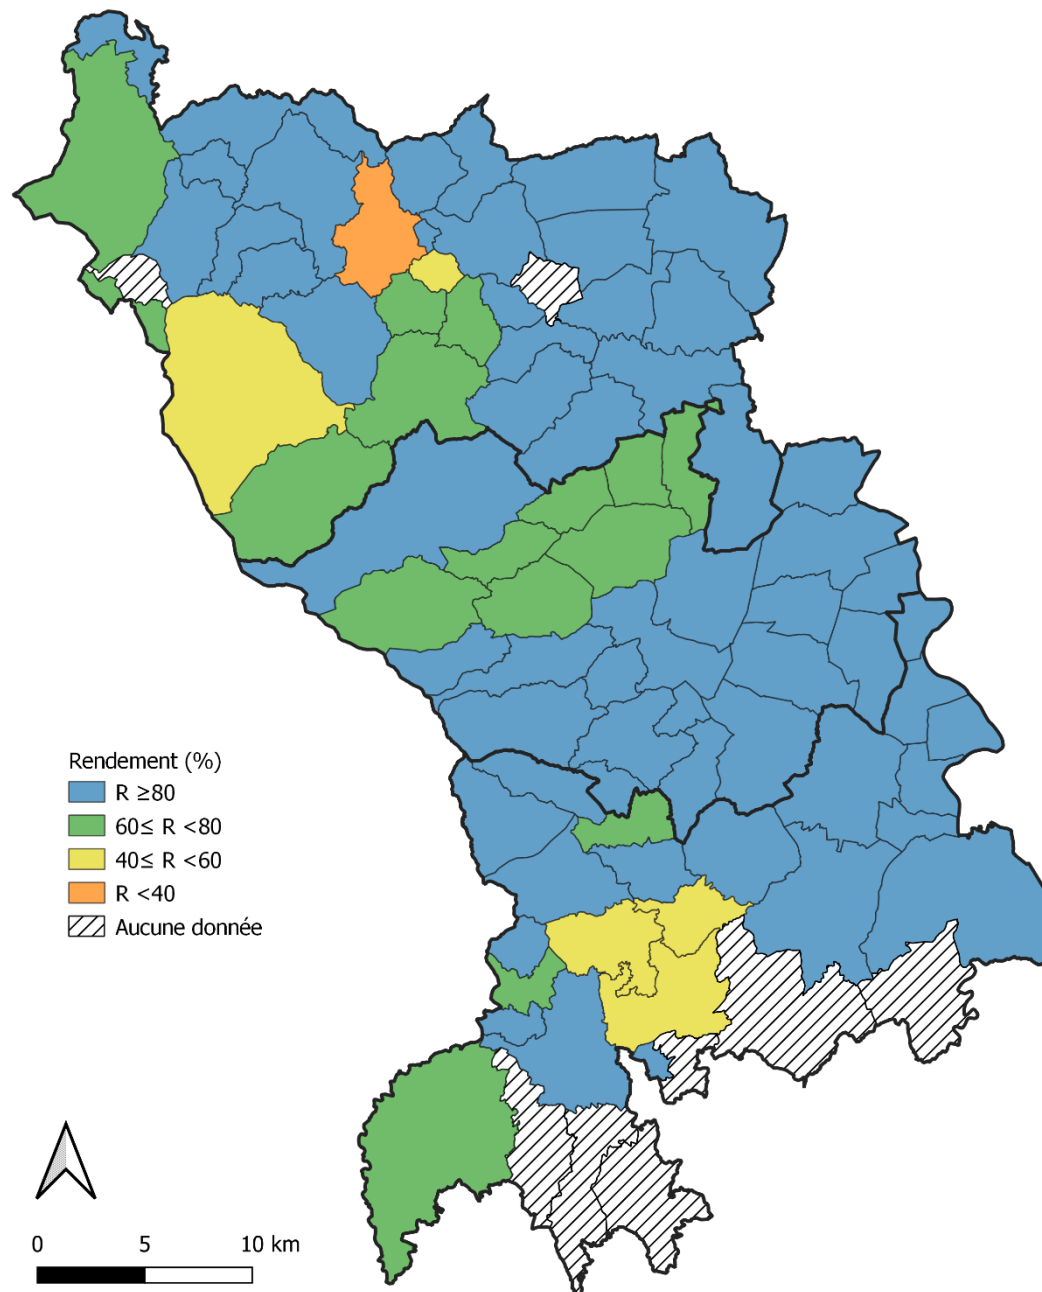 Rendement (%)
R ≥80
60≤ R <80
40≤ R <60
R <40
Aucune donnée
0 5 10 km